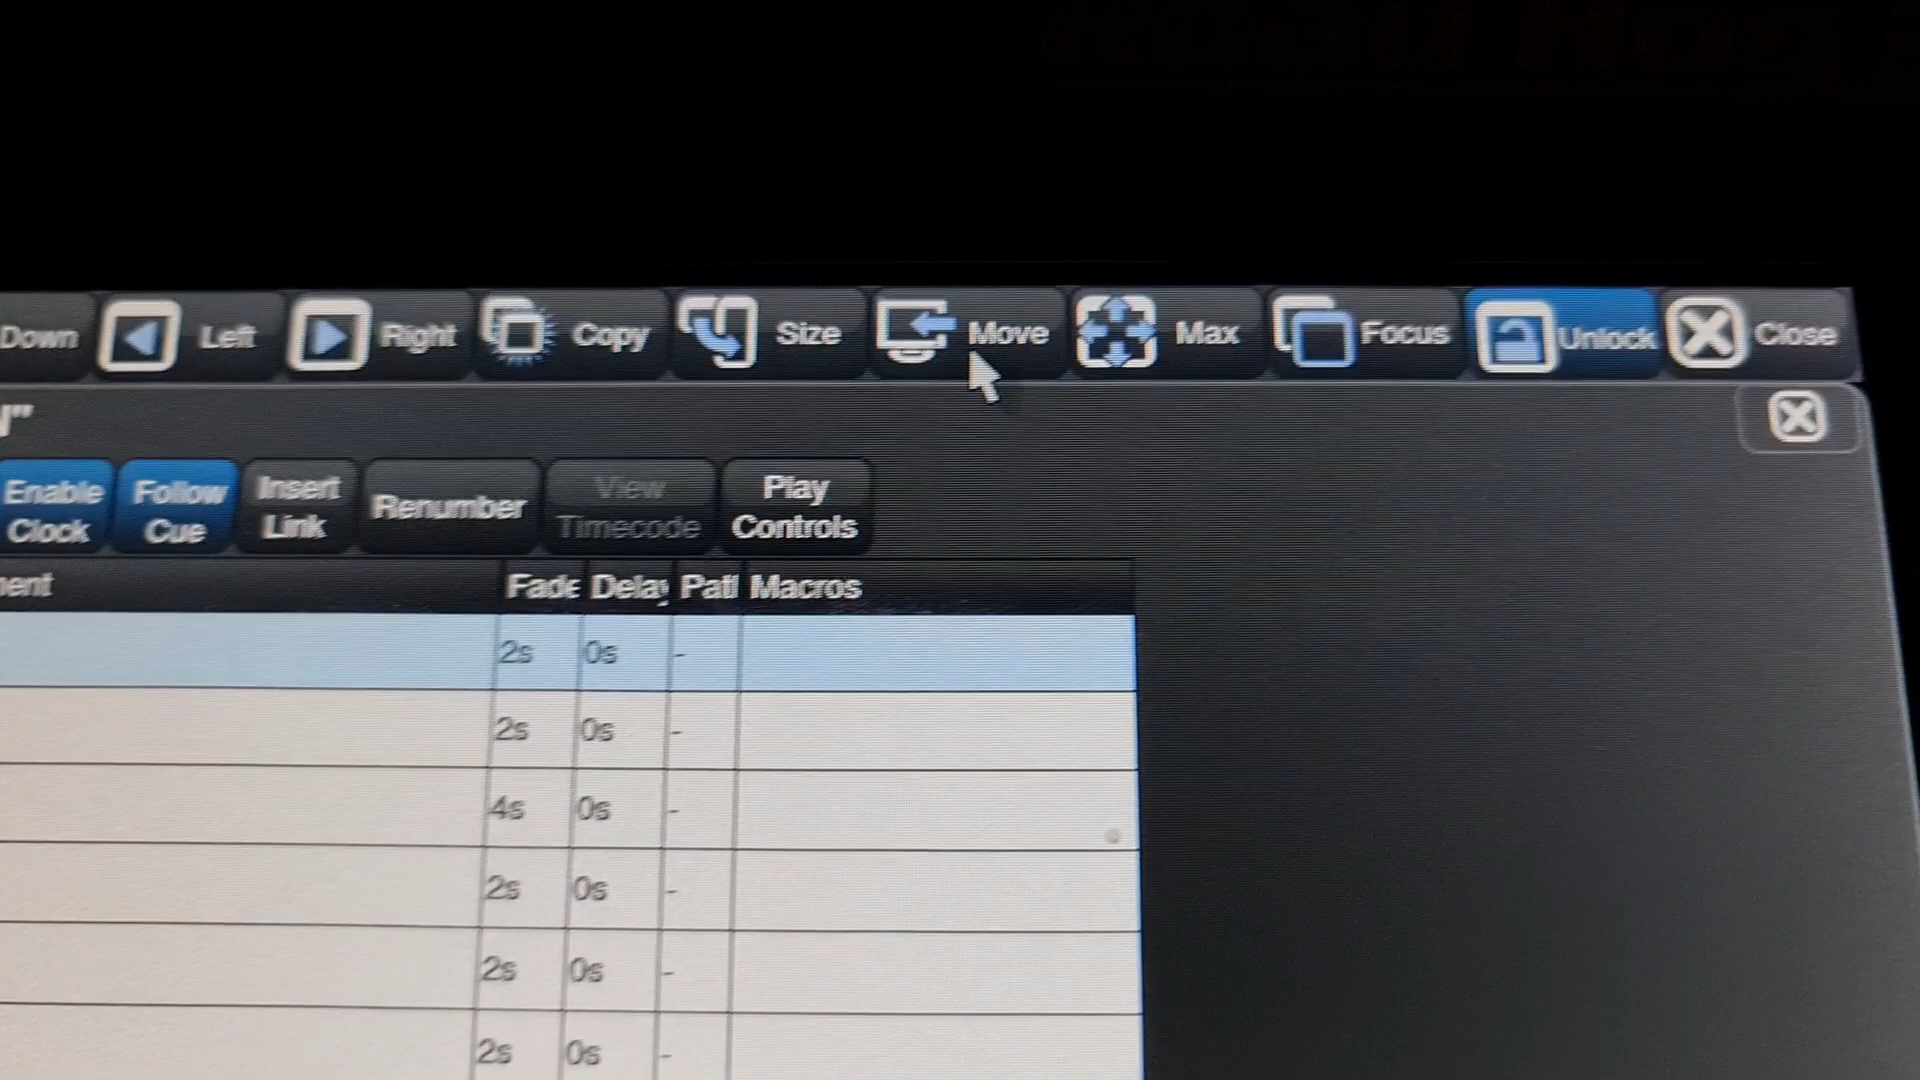 Down Left Right Copy Size Move Max Focus Unlock Close
Enable Clock Follow Cue Insert Link Renumber View Timecode Play Controls
ent Fade Delay Path Macros
2s 0s -
2s 0s -
4s 0s -
2s 0s -
2s 0s -
2s 0s -